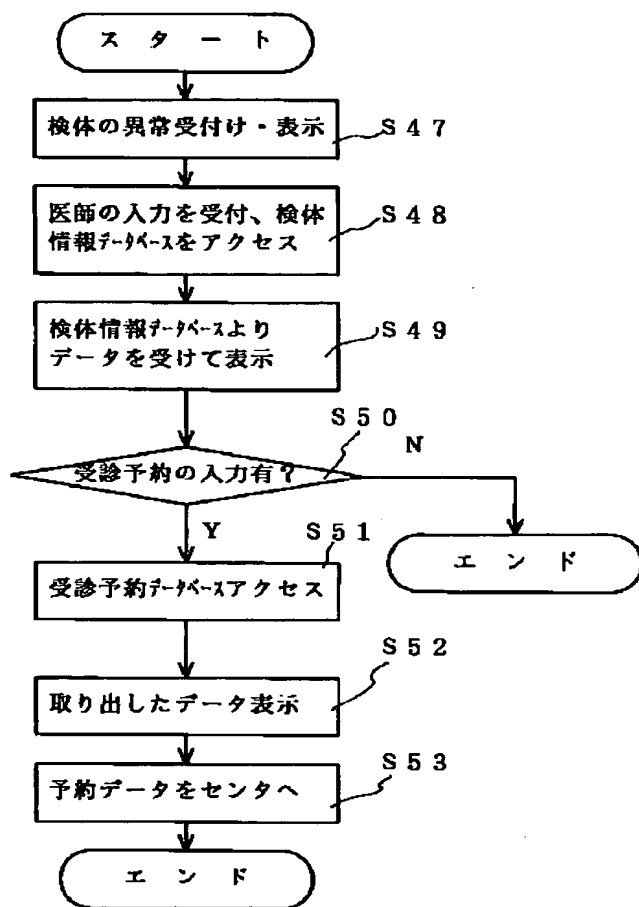 スタート
検体の異常受付け・表示
S47
医師の入力を受付、検体
情報データベースをアクセス
S48
検体情報データベースより
データを受けて表示
S49
S50
受診予約の入力有?
N
Y
S51
エンド
受診予約データベースアクセス
S52
取り出したデータ表示
S53
予約データをセンタへ
エンド